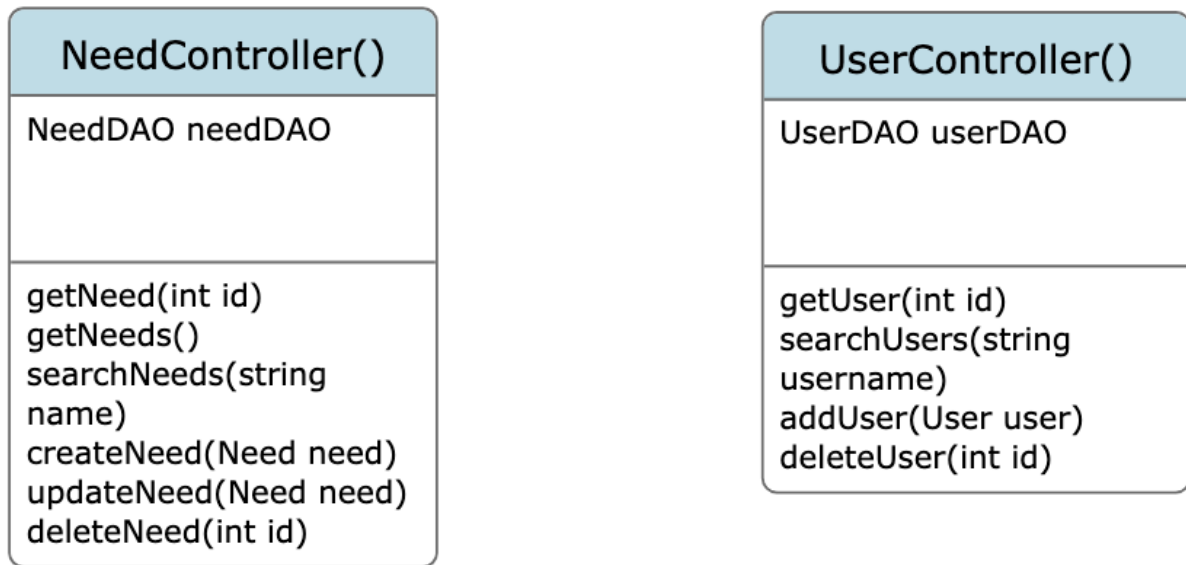 NeedController()
NeedDAO needDAO
getNeed(int id)
getNeeds()
searchNeeds(string
name)
createNeed(Need need)
updateNeed(Need need)
deleteNeed(int id)
UserController()
UserDAO userDAO
getUser(int id)
searchUsers(string
username)
addUser(User user)
deleteUser(int id)